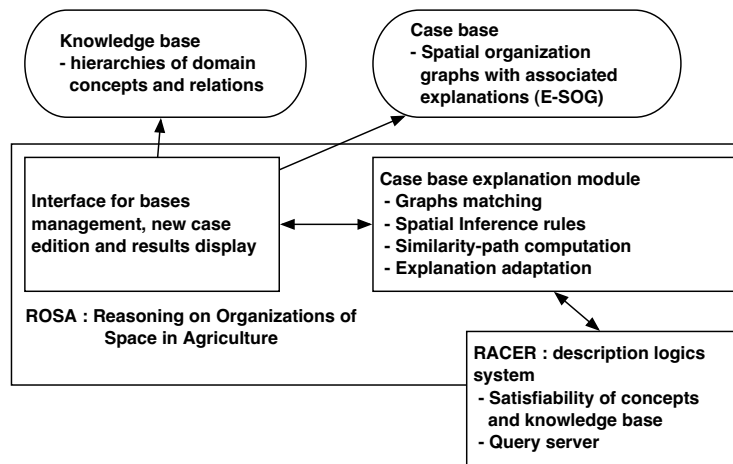 Knowledge base
- hierarchies of domain
concepts and relations
Case base
- Spatial organization
graphs with associated
explanations (E-SOG)
Interface for bases
management, new case
edition and results display
Case base explanation module
- Graphs matching
- Spatial Inference rules
- Similarity-path computation
- Explanation adaptation
ROSA : Reasoning on Organizations of
Space in Agriculture
RACER : description logics
system
- Satisfiability of concepts
and knowledge base
- Query server